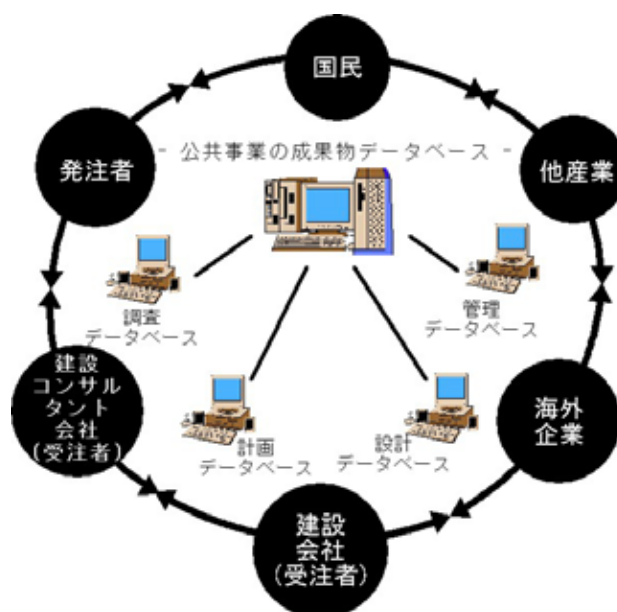 国民
発注者
- 公共事業の成果物データベース -
他産業
調査
データベース
管理
データベース
建設
コンサル
タント
会社
(受注者)
計画
データベース
設計
データベース
海外
企業
建設
会社
(受注者)